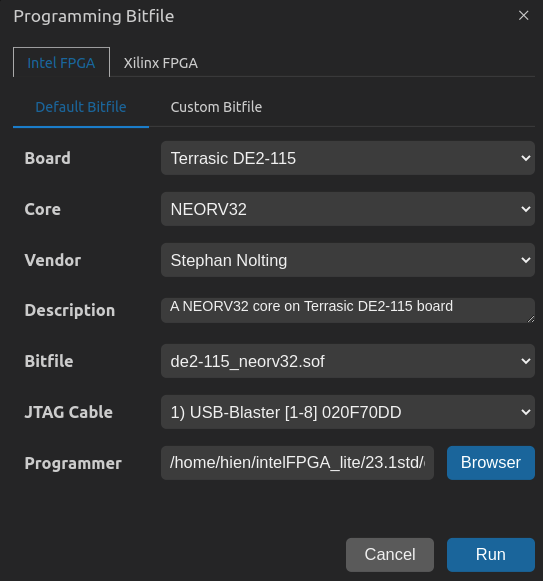 Programming Bitfile
Intel FPGA Xilinx FPGA
Default Bitfile Custom Bitfile
Board Terrasic DE2-115
Core NEORV32
Vendor Stephan Nolting
Description A NEORV32 core on Terrasic DE2-115 board
Bitfile de2-115_neorv32.sof
JTAG Cable 1) USB-Blaster [1-8] 020F70DD
Programmer /home/hien/intelFPGA_lite/23.1std/ Browser
Cancel Run